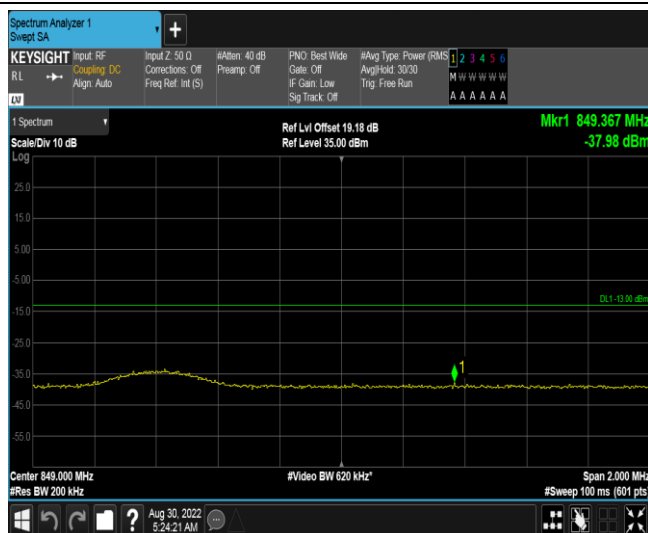 Spectrum Analyzer 1
Swept SA
+
KEYSIGHT
RL
LXI
Input: RF
Coupling: DC
Align: Auto
Input Z: 50 Ω
Corrections: Off
Freq Ref: Int (S)
#Atten: 40 dB
Preamp: Off
PNO: Best Wide
Gate: Off
IF Gain: Low
Sig Track: Off
#Avg Type: Power (RMS
Avg|Hold: 30/30
Trig: Free Run
1 2 3 4 5 6
M W W W W W
A A A A A A
1 Spectrum
Scale/Div 10 dB
Log
Ref Lvl Offset 19.18 dB
Ref Level 35.00 dBm
Mkr1 849.367 MHz
-37.98 dBm
25.0
15.0
5.00
-5.00
DL1 -13.00 dBm
-15.0
-25.0
-35.0
1
-45.0
-55.0
Center 849.000 MHz
#Res BW 200 kHz
#Video BW 620 kHz*
Span 2.000 MHz
#Sweep 100 ms (601 pts)
?
Aug 30, 2022
5:24:21 AM